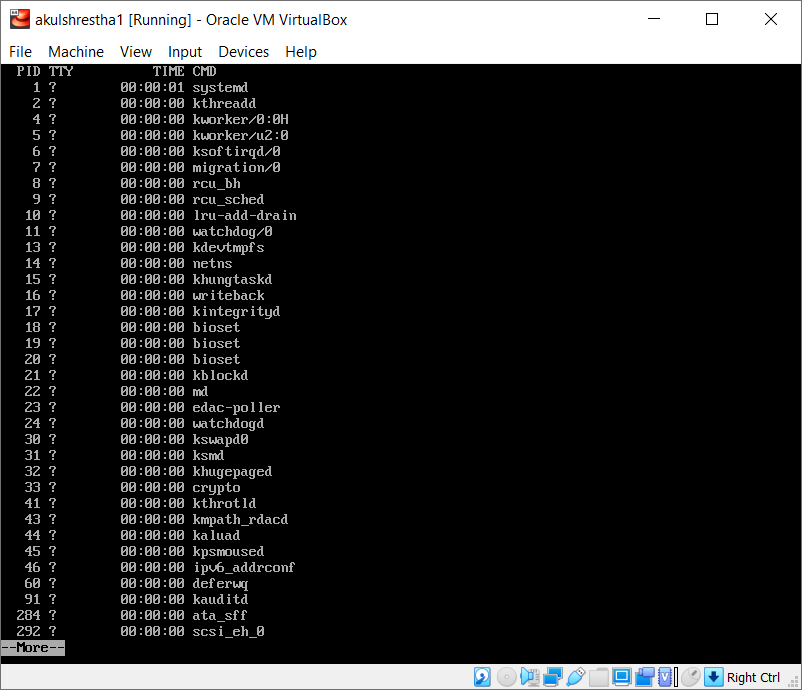 akulshrestha1 [Running] - Oracle VM VirtualBox
File Machine View Input Devices Help
PID TTY TIME CMD
1 ? 00:00:01 systemd
2 ? 00:00:00 kthreadd
4 ? 00:00:00 kworker/0:0H
5 ? 00:00:00 kworker/u2:0
6 ? 00:00:00 ksoftirqd/0
7 ? 00:00:00 migration/0
8 ? 00:00:00 rcu_bh
9 ? 00:00:00 rcu_sched
10 ? 00:00:00 lru-add-drain
11 ? 00:00:00 watchdog/0
13 ? 00:00:00 kdevtmpfs
14 ? 00:00:00 netns
15 ? 00:00:00 khungtaskd
16 ? 00:00:00 writeback
17 ? 00:00:00 kintegrityd
18 ? 00:00:00 bioset
19 ? 00:00:00 bioset
20 ? 00:00:00 bioset
21 ? 00:00:00 kblockd
22 ? 00:00:00 md
23 ? 00:00:00 edac-poller
24 ? 00:00:00 watchdogd
30 ? 00:00:00 kswapd0
31 ? 00:00:00 ksmd
32 ? 00:00:00 khugepaged
33 ? 00:00:00 crypto
41 ? 00:00:00 kthrotld
43 ? 00:00:00 kmpath_rdacd
44 ? 00:00:00 kaluad
45 ? 00:00:00 kpsmoused
46 ? 00:00:00 ipv6_addrconf
60 ? 00:00:00 deferwq
91 ? 00:00:00 kauditd
284 ? 00:00:00 ata_sff
292 ? 00:00:00 scsi_eh_0
--More--
Right Ctrl